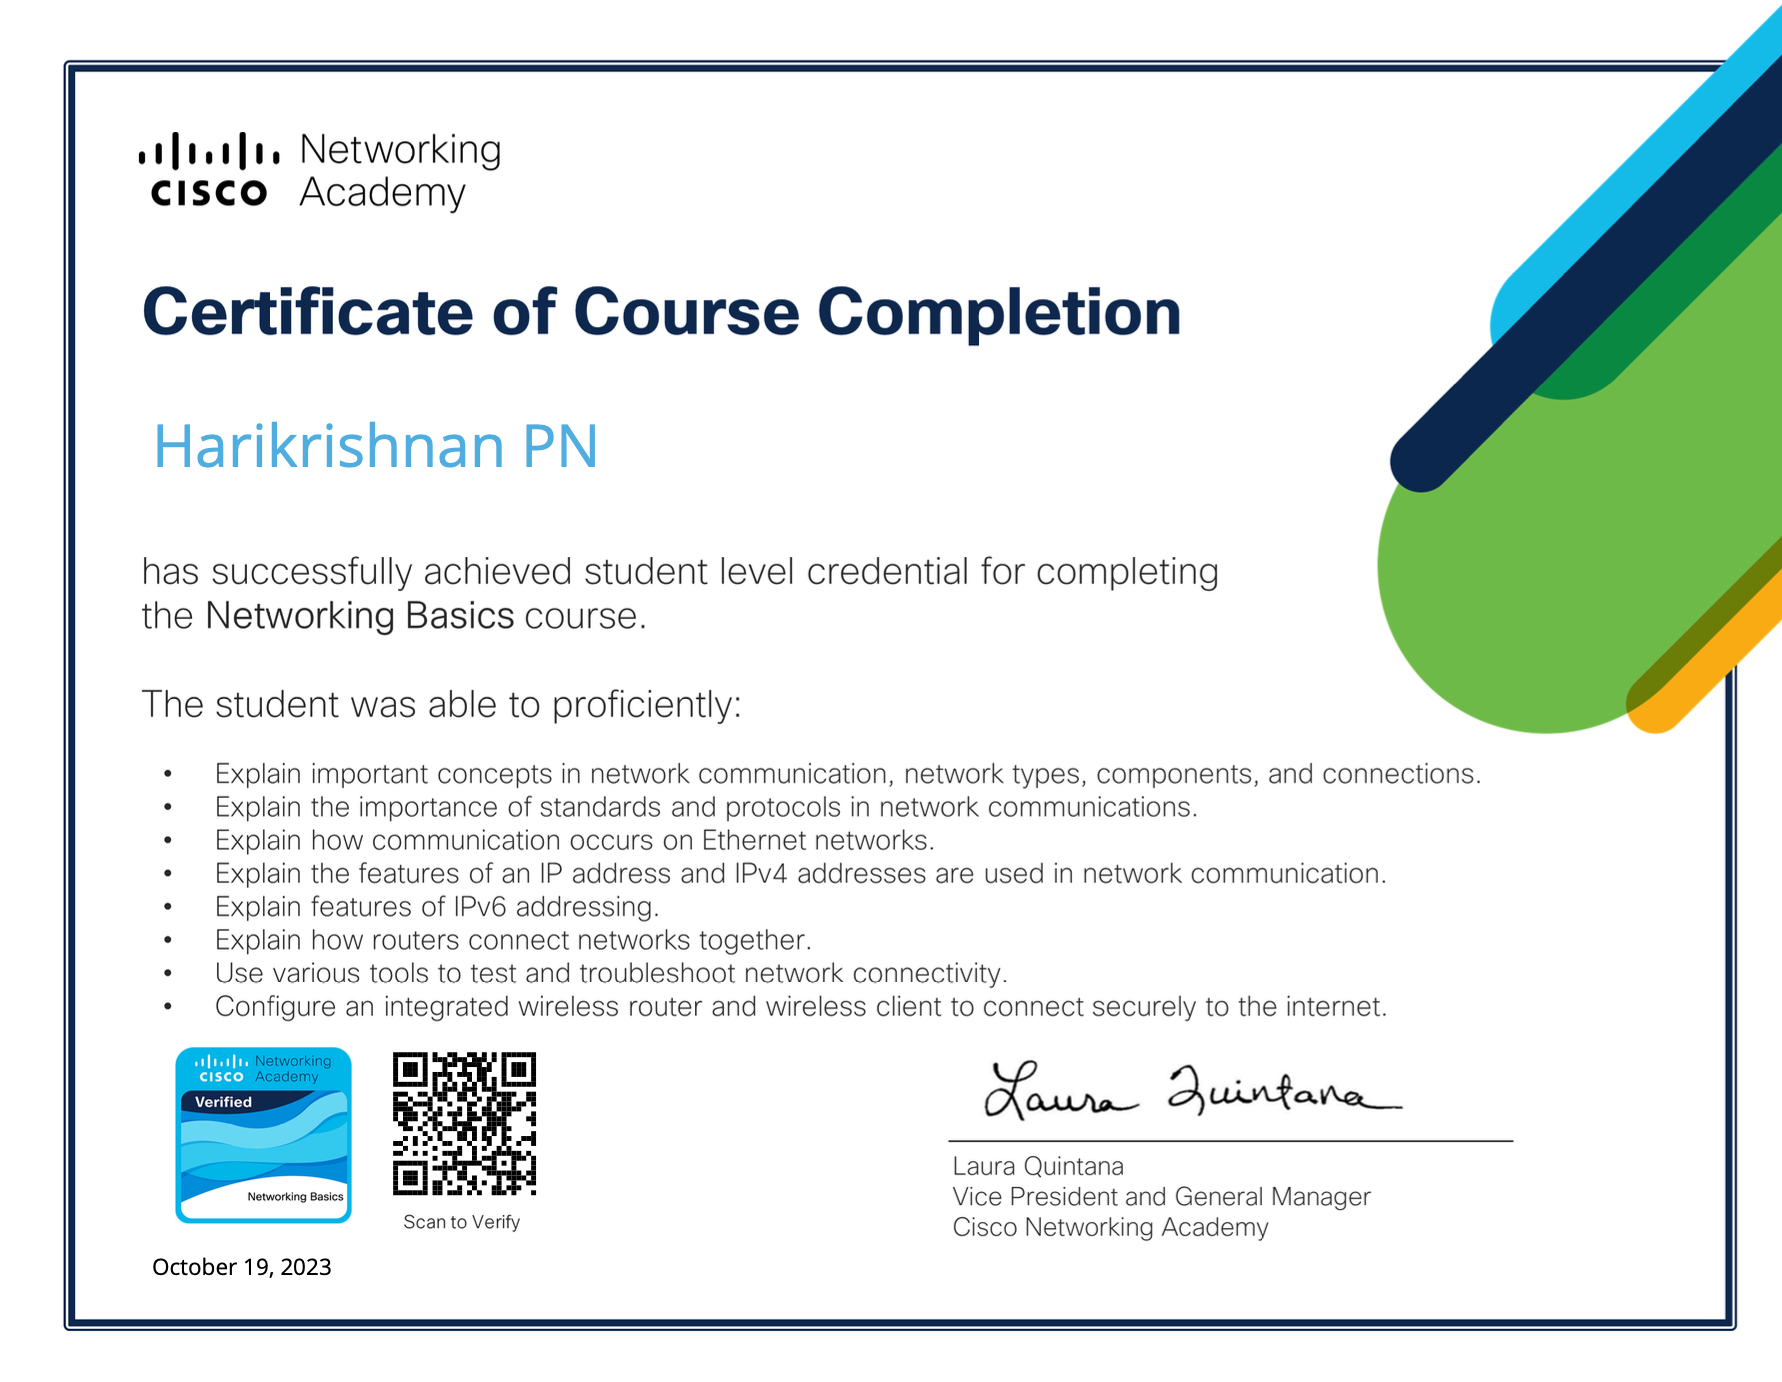 CISCO Networking
Academy
Certificate of Course Completion
Harikrishnan PN
has successfully achieved student level credential for completing
the Networking Basics course.
The student was able to proficiently:
• Explain important concepts in network communication, network types, components, and connections.
• Explain the importance of standards and protocols in network communications.
• Explain how communication occurs on Ethernet networks.
• Explain the features of an IP address and IPv4 addresses are used in network communication.
• Explain features of IPv6 addressing.
• Explain how routers connect networks together.
• Use various tools to test and troubleshoot network connectivity.
• Configure an integrated wireless router and wireless client to connect securely to the internet.
CISCO Networking
Academy
Verified
Networking Basics
Scan to Verify
October 19, 2023
Laura Quintana
Laura Quintana
Vice President and General Manager
Cisco Networking Academy